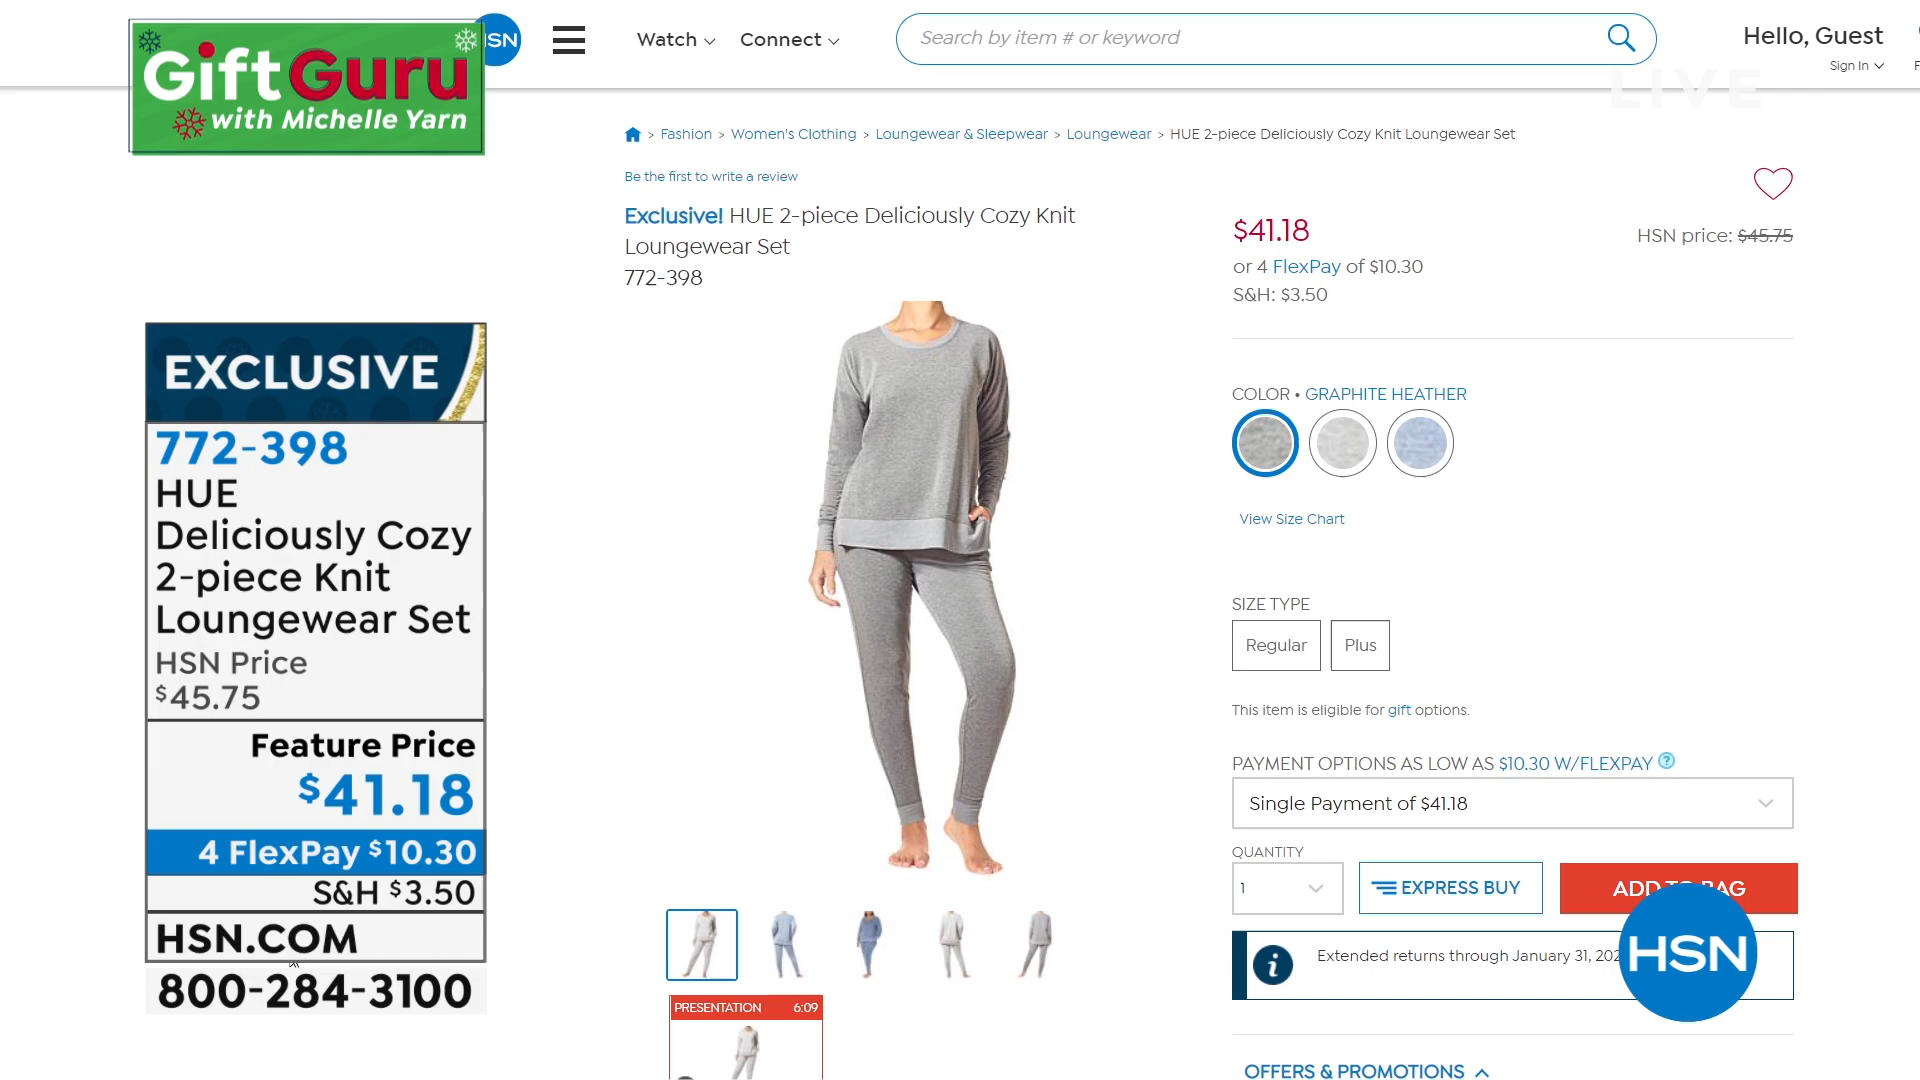 GiftGuru
with Michelle Yarn
HSN
Watch
Connect
Search by item # or keyword
Hello, Guest
Sign In
LIVE
> Fashion > Women's Clothing > Loungewear & Sleepwear > Loungewear > HUE 2-piece Deliciously Cozy Knit Loungewear Set
Be the first to write a review
Exclusive! HUE 2-piece Deliciously Cozy Knit
Loungewear Set
772-398
$41.18
HSN price: $45.75
or 4 FlexPay of $10.30
S&H: $3.50
EXCLUSIVE
772-398
HUE
Deliciously Cozy
2-piece Knit
Loungewear Set
HSN Price
$45.75
Feature Price
$41.18
4 FlexPay $10.30
S&H $3.50
HSN.COM
800-284-3100
COLOR • GRAPHITE HEATHER
View Size Chart
SIZE TYPE
Regular
Plus
This item is eligible for gift options.
PAYMENT OPTIONS AS LOW AS $10.30 W/FLEXPAY ?
Single Payment of $41.18
QUANTITY
1
EXPRESS BUY
ADD TO BAG
Extended returns through January 31,
HSN
PRESENTATION 6:09
OFFERS & PROMOTIONS